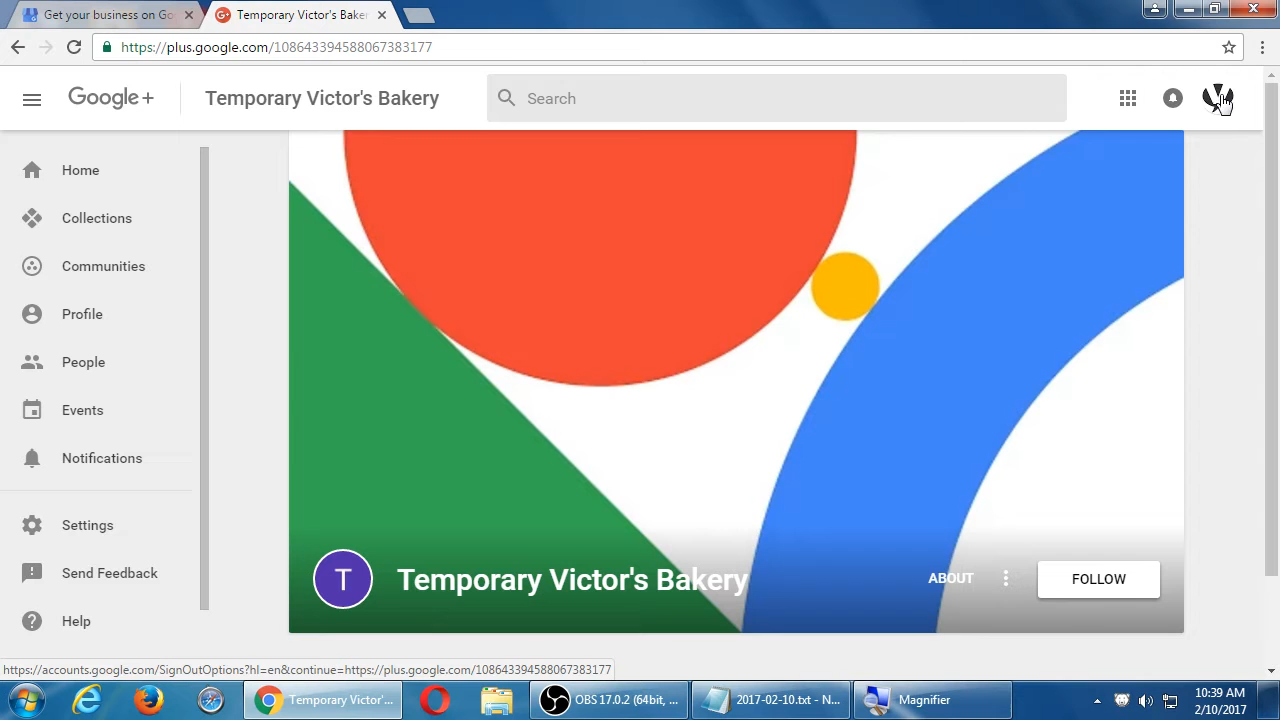 Get your business on Go
Temporary Victor's Baker
https://plus.google.com/108643394588067383177
Google+
Temporary Victor's Bakery
Search
Home
Collections
Communities
Profile
People
Events
Notifications
Settings
Send Feedback
Help
T
Temporary Victor's Bakery
ABOUT
FOLLOW
https://accounts.google.com/SignOutOptions?hl=en&continue=https://plus.google.com/108643394588067383177
Temporary Victor'...
OBS 17.0.2 (64bit, ...
2017-02-10.txt - N...
Magnifier
10:39 AM
2/10/2017